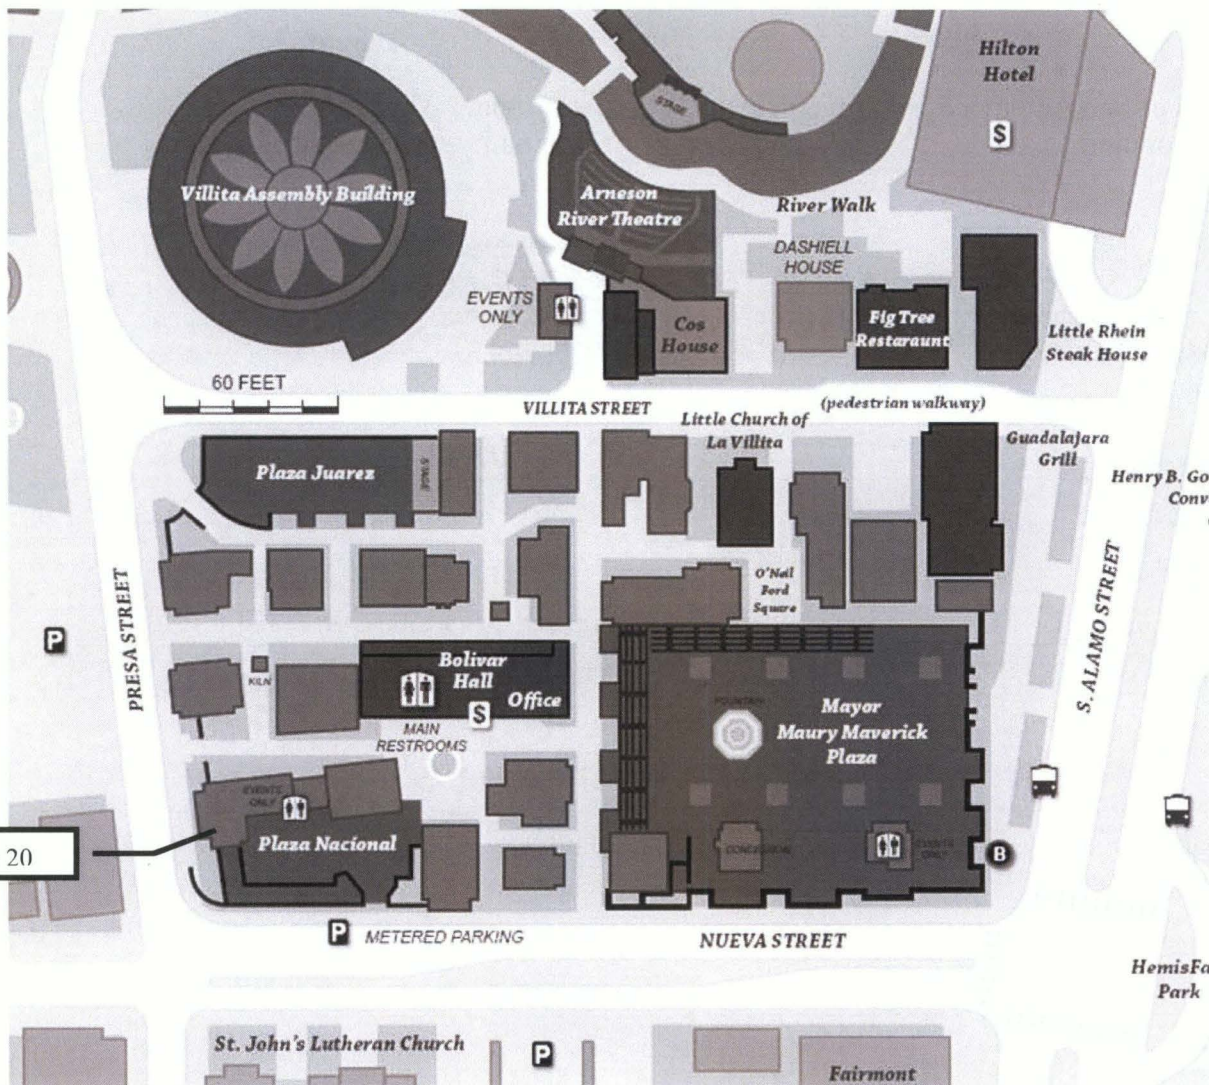 Hilton
Hotel
$
STAGE
Villita Assembly Building
Arneson
River Theatre
River Walk
DASHIELL
HOUSE
EVENTS
ONLY
Cos
House
Fig Tree
Restaraunt
Little Rhein
Steak House
60 FEET
VILLITA STREET
(pedestrian walkway)
Little Church of
La Villita
Guadalajara
Grill
Plaza Juarez
STAGE
Henry B. Go
Conv
O'Neil
Ford
Square
PRESA STREET
S. ALAMO STREET
P
KILN
Bolivar
Hall
Office
$
MAIN
RESTROOMS
FOUNTAIN
Mayor
Maury Maverick
Plaza
EVENTS
ONLY
Plaza Nacional
20
CONCESSION
EVENTS
ONLY
B
P METERED PARKING
NUEVA STREET
HemisFa
Park
St. John's Lutheran Church
P
Fairmont